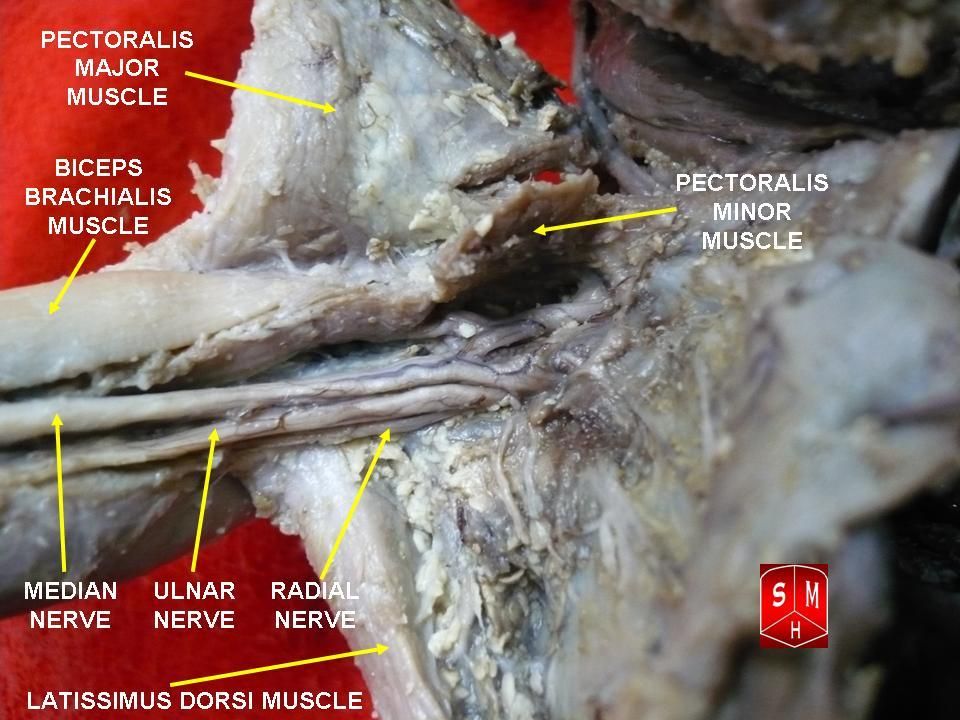 PECTORALIS
MAJOR
MUSCLE
BICEPS
BRACHIALIS
MUSCLE
PECTORALIS
MINOR
MUSCLE
MEDIAN
NERVE
ULNAR
NERVE
RADIAL
NERVE
LATISSIMUS DORSI MUSCLE
S M
H